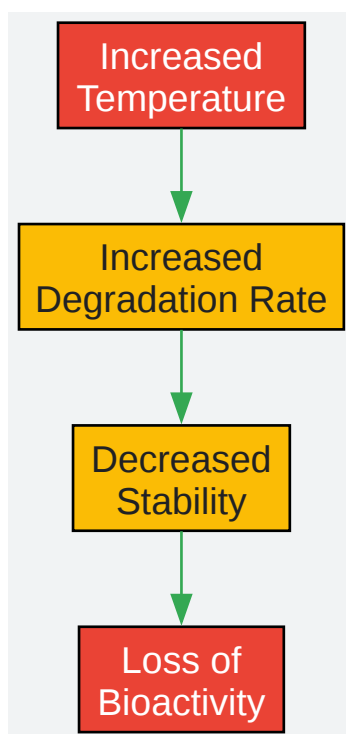 Increased
Temperature
Increased
Degradation Rate
Decreased
Stability
Loss of
Bioactivity